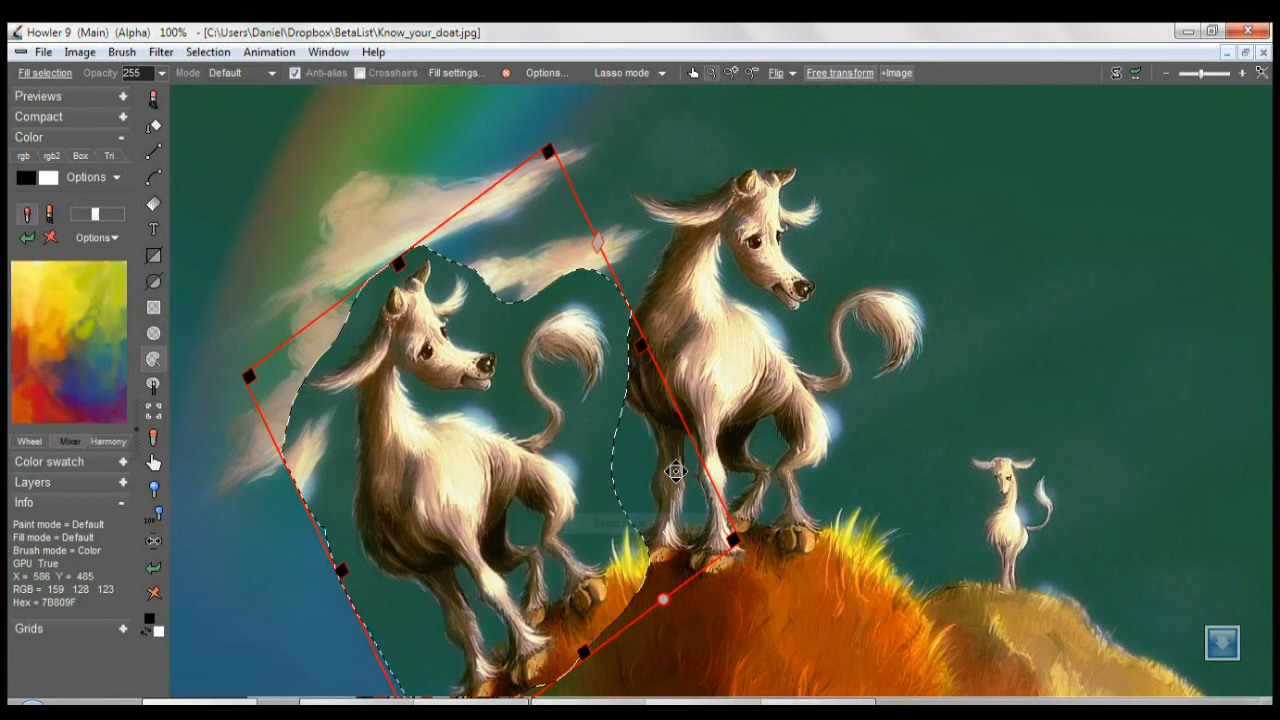 Howler 9 (Main) (Alpha) 100% - [C:\Users\Daniel\Dropbox\BetaList\Know_your_doat.jpg]
File Image Brush Filter Selection Animation Window Help
Fill selection Opacity 255 Mode Default Anti-alias Crosshairs Fill settings... Options... Lasso mode Flip Free transform +Image
Previews +
Compact +
Color -
rgb rgb2 Box Tri
Options
Options
Wheel Mixer Harmony
Color swatch +
Layers +
Info -
Paint mode = Default
Fill mode = Default
Brush mode = Color
GPU True
X = 586 Y = 485
RGB = 159 128 123
Hex = 7B809F
Grids +
T
100